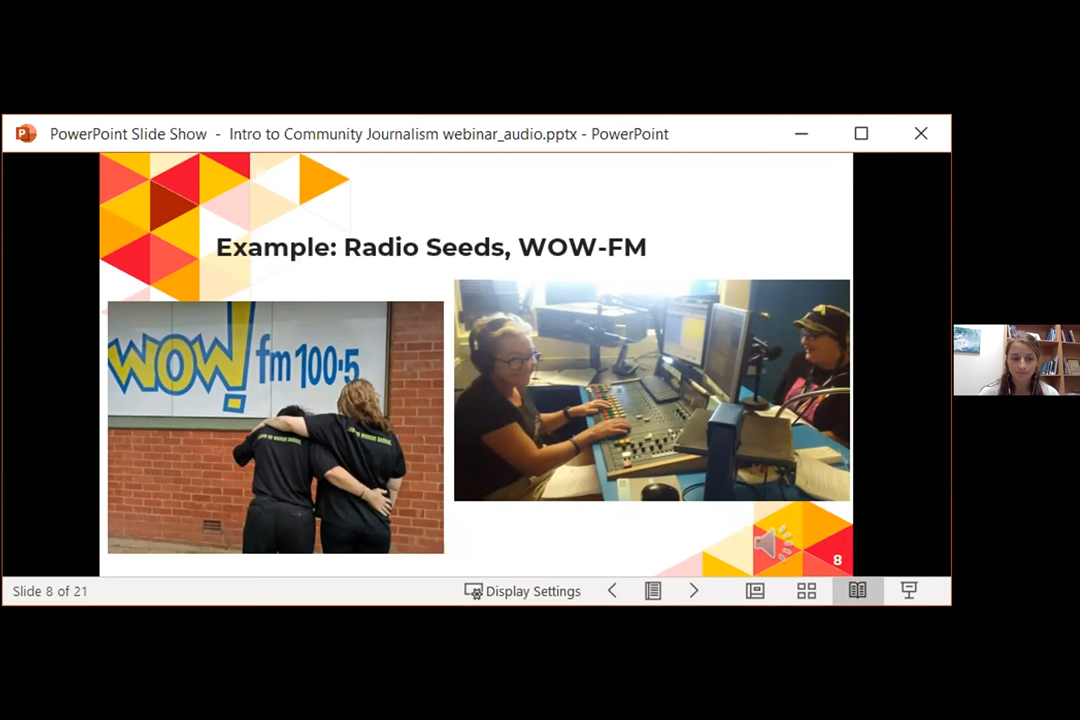 PowerPoint Slide Show - Intro to Community Journalism webinar_audio.pptx - PowerPoint
Example: Radio Seeds, WOW-FM
WOW! fm 100.5
8
Slide 8 of 21
Display Settings